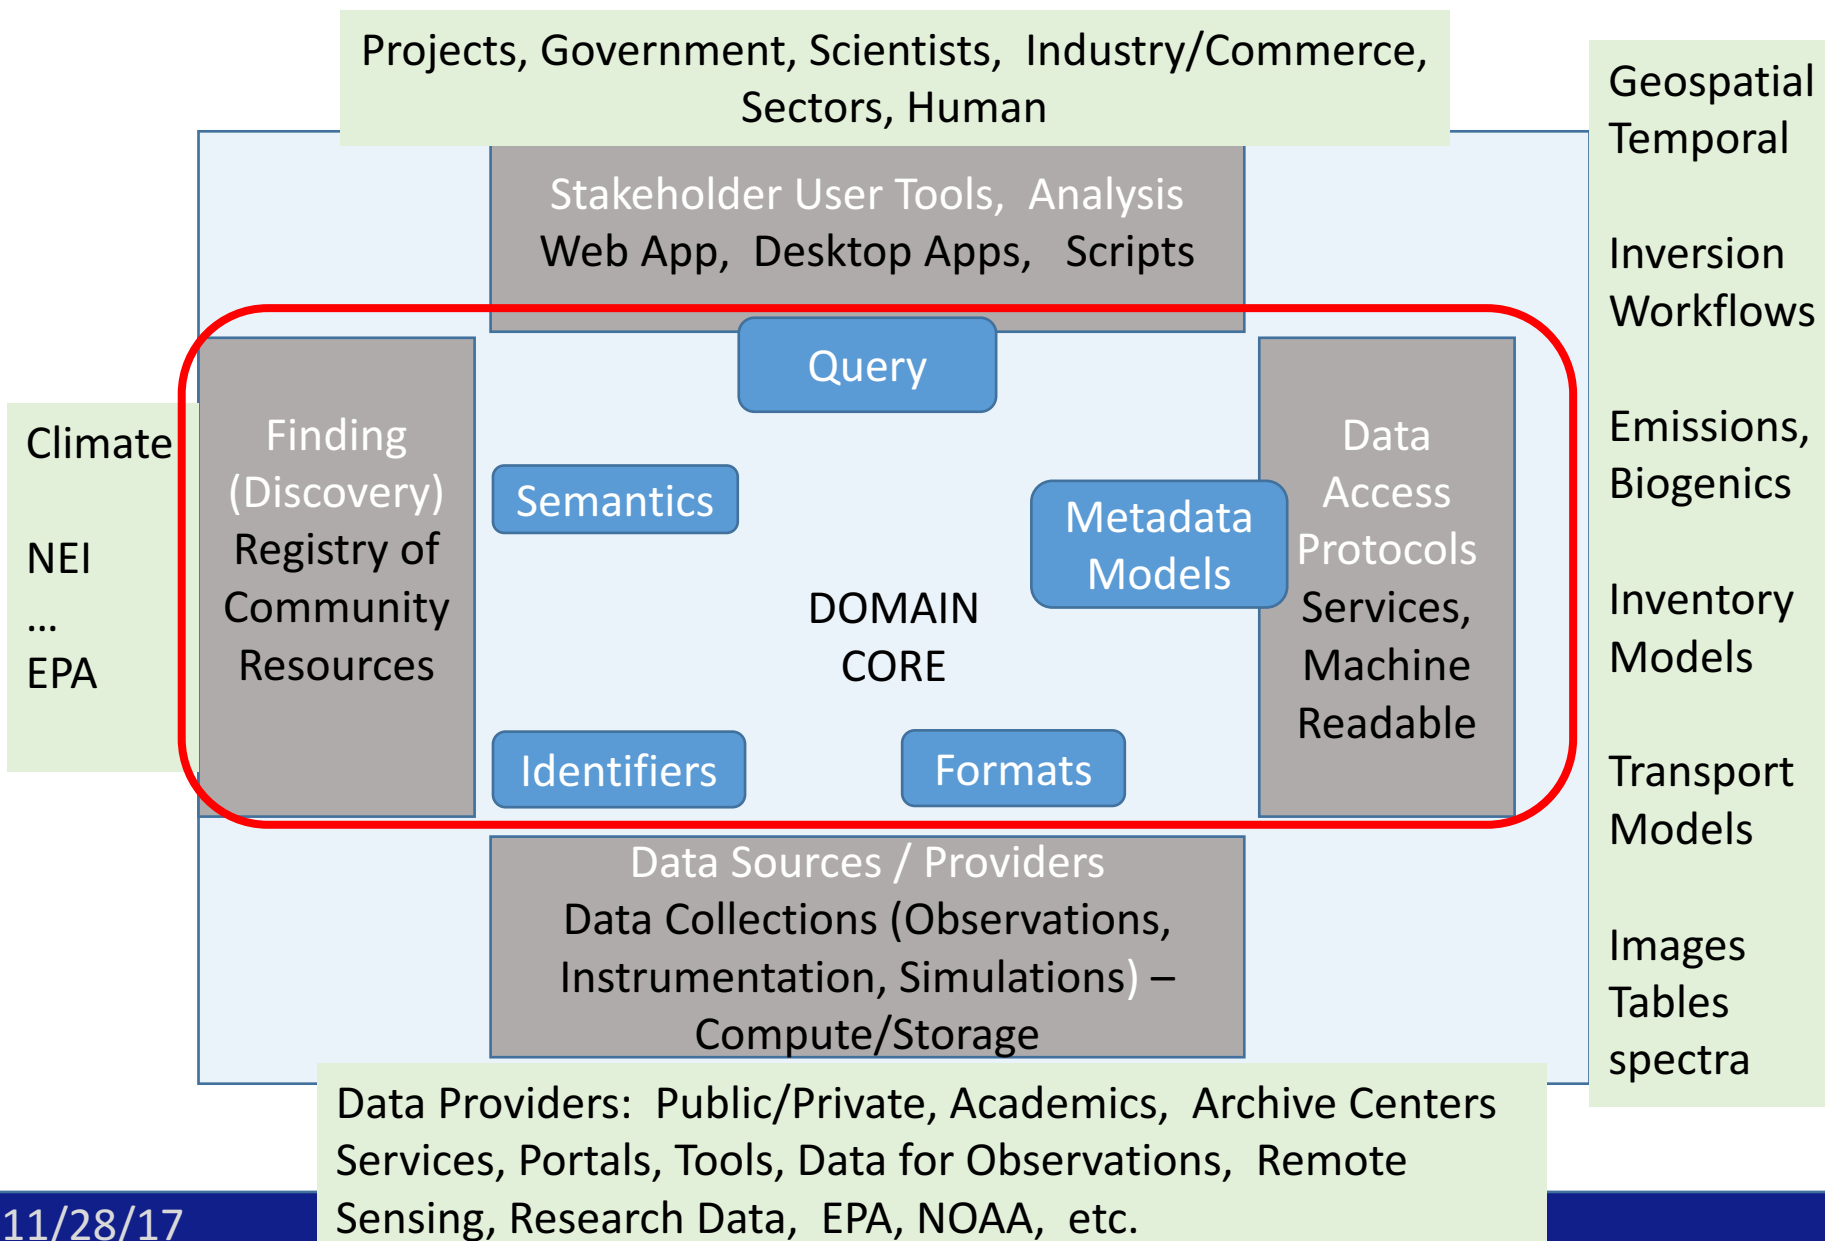 Projects, Government, Scientists, Industry/Commerce,
Sectors, Human
Stakeholder User Tools, Analysis
Web App, Desktop Apps, Scripts
Query
Climate
NEI
...
EPA
Finding
(Discovery)
Registry of
Community
Resources
Semantics
Metadata
Models
DOMAIN
CORE
Identifiers
Formats
Data
Access
Protocols
Services,
Machine
Readable
Geospatial
Temporal
Inversion
Workflows
Emissions,
Biogenics
Inventory
Models
Transport
Models
Images
Tables
spectra
Data Sources / Providers
Data Collections (Observations,
Instrumentation, Simulations) –
Compute/Storage
Data Providers: Public/Private, Academics, Archive Centers
Services, Portals, Tools, Data for Observations, Remote
Sensing, Research Data, EPA, NOAA, etc.
11/28/17